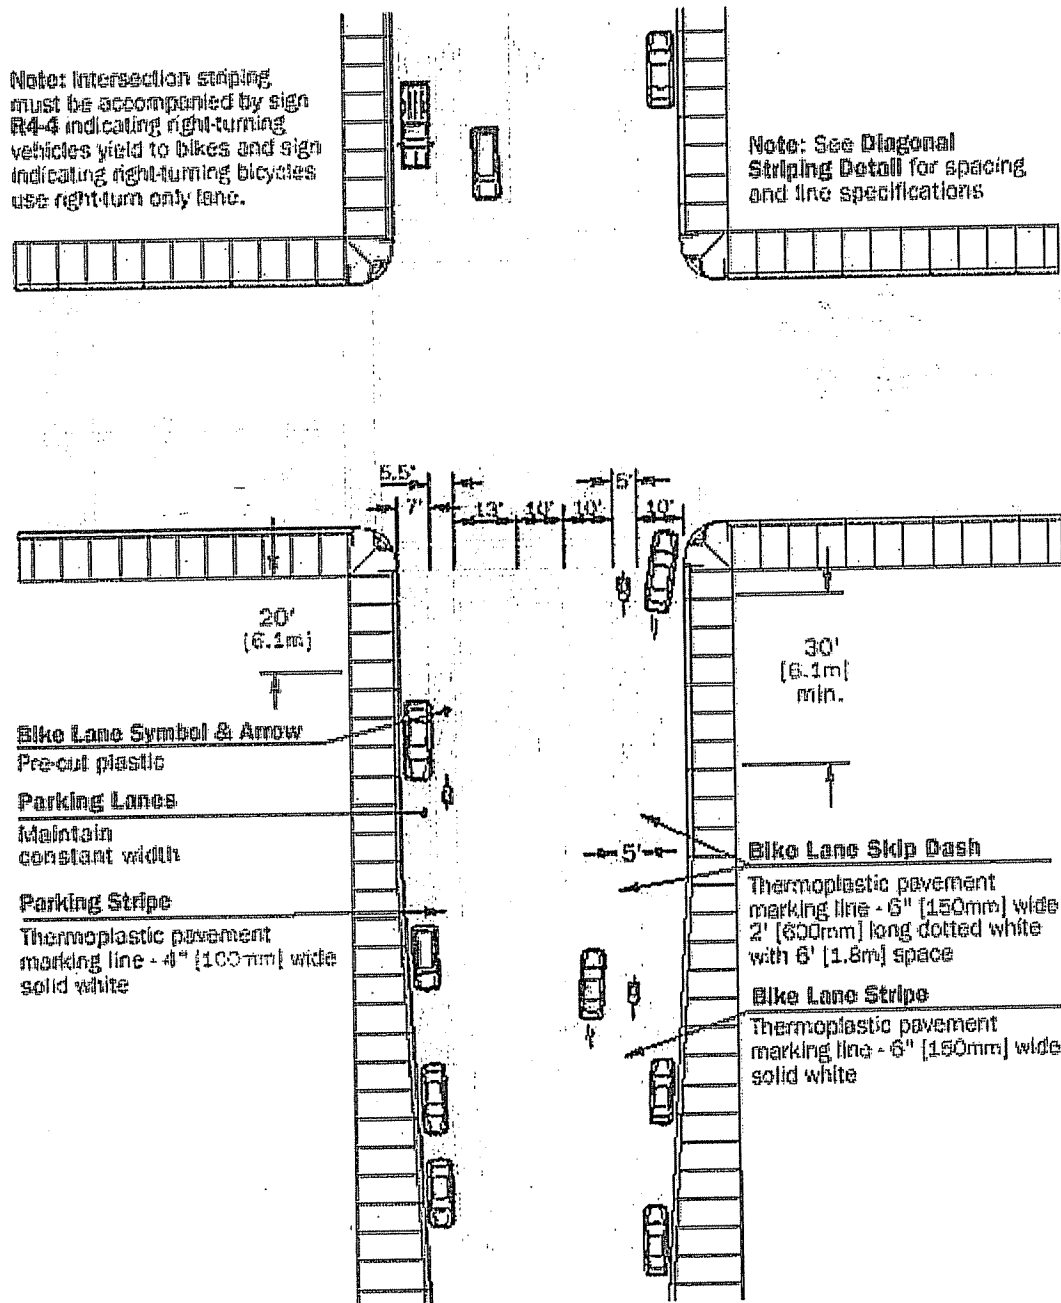 Note: Intersection striping
must be accompanied by sign
R4-4 indicating right-turning
vehicles yield to bikes and sign
indicating right-turning bicycles
use right-turn only lane.
Note: See Diagonal
Striping Detail for spacing
and line specifications
5.5'
7'
13'
10'
10'
5'
10'
20'
[6.1m]
30'
[6.1m]
min.
Bike Lane Symbol & Arrow
Pre-cut plastic
Parking Lanes
Maintain
constant width
Parking Stripe
Thermoplastic pavement
marking line - 4" [100mm] wide
solid white
5'
Bike Lane Skip Dash
Thermoplastic pavement
marking line - 6" [150mm] wide
2' [600mm] long dotted white
with 6' [1.8m] space
Bike Lane Stripe
Thermoplastic pavement
marking line - 6" [150mm] wide
solid white